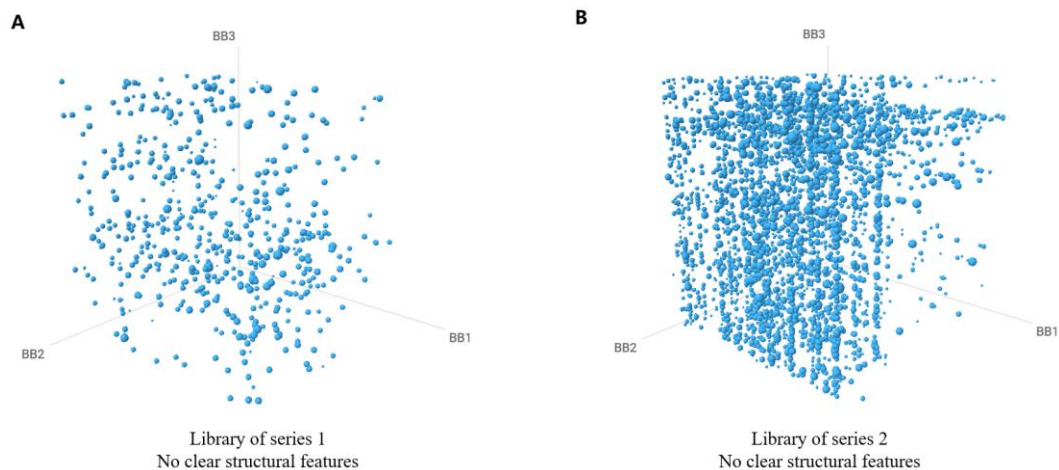 A
BB3
BB2
BB1
Library of series 1
No clear structural features
B
BB3
BB2
BB1
Library of series 2
No clear structural features